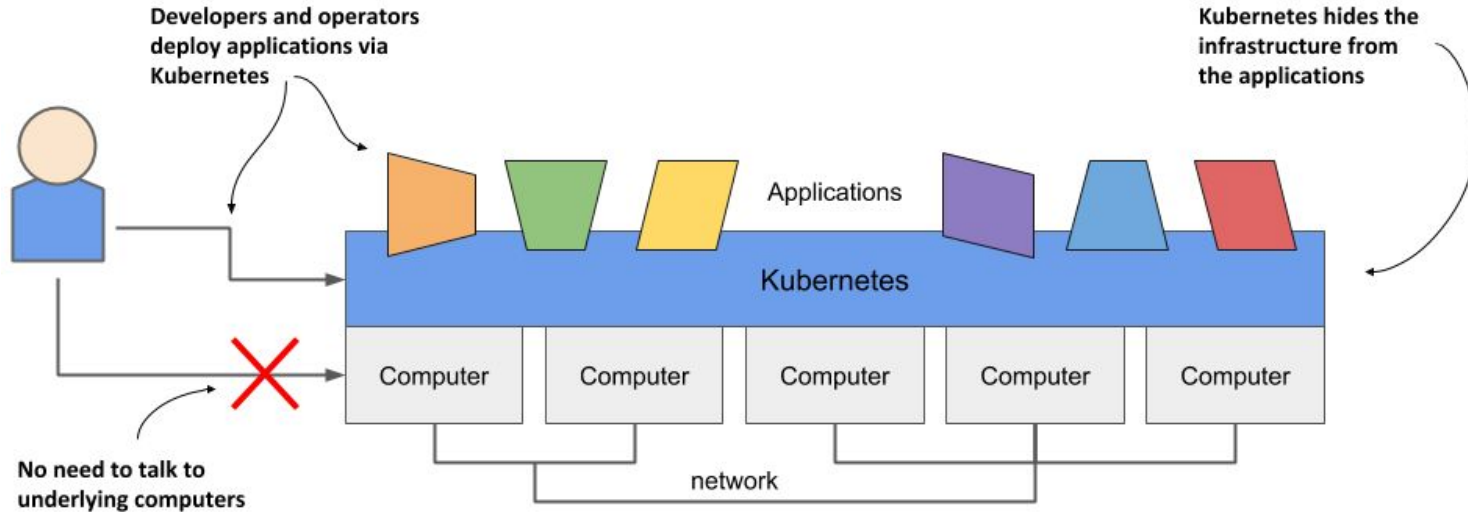 Developers and operators
deploy applications via
Kubernetes
Kubernetes hides the
infrastructure from
the applications
Applications
Kubernetes
Computer
Computer
Computer
Computer
Computer
No need to talk to
underlying computers
network